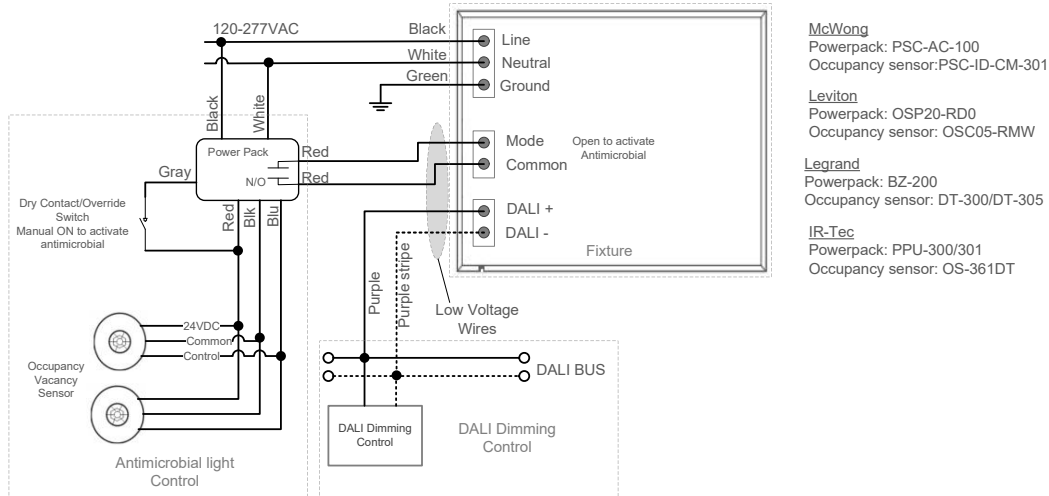 120-277VAC
Black
White
Green
Line
Neutral
Ground
Black
White
Power Pack
N/O
Red
Red
Mode
Common
Open to activate
Antimicrobial
Gray
Red
Blk
Blu
Dry Contact/Override
Switch
Manual ON to activate
antimicrobial
DALI +
DALI -
Fixture
Purple
Purple stripe
Low Voltage
Wires
24VDC
Common
Control
Occupancy
Vacancy
Sensor
DALI BUS
DALI Dimming
Control
DALI Dimming
Control
Antimicrobial light
Control
McWong
Powerpack: PSC-AC-100
Occupancy sensor:PSC-ID-CM-301
Leviton
Powerpack: OSP20-RD0
Occupancy sensor: OSC05-RMW
Legrand
Powerpack: BZ-200
Occupancy sensor: DT-300/DT-305
IR-Tec
Powerpack: PPU-300/301
Occupancy sensor: OS-361DT